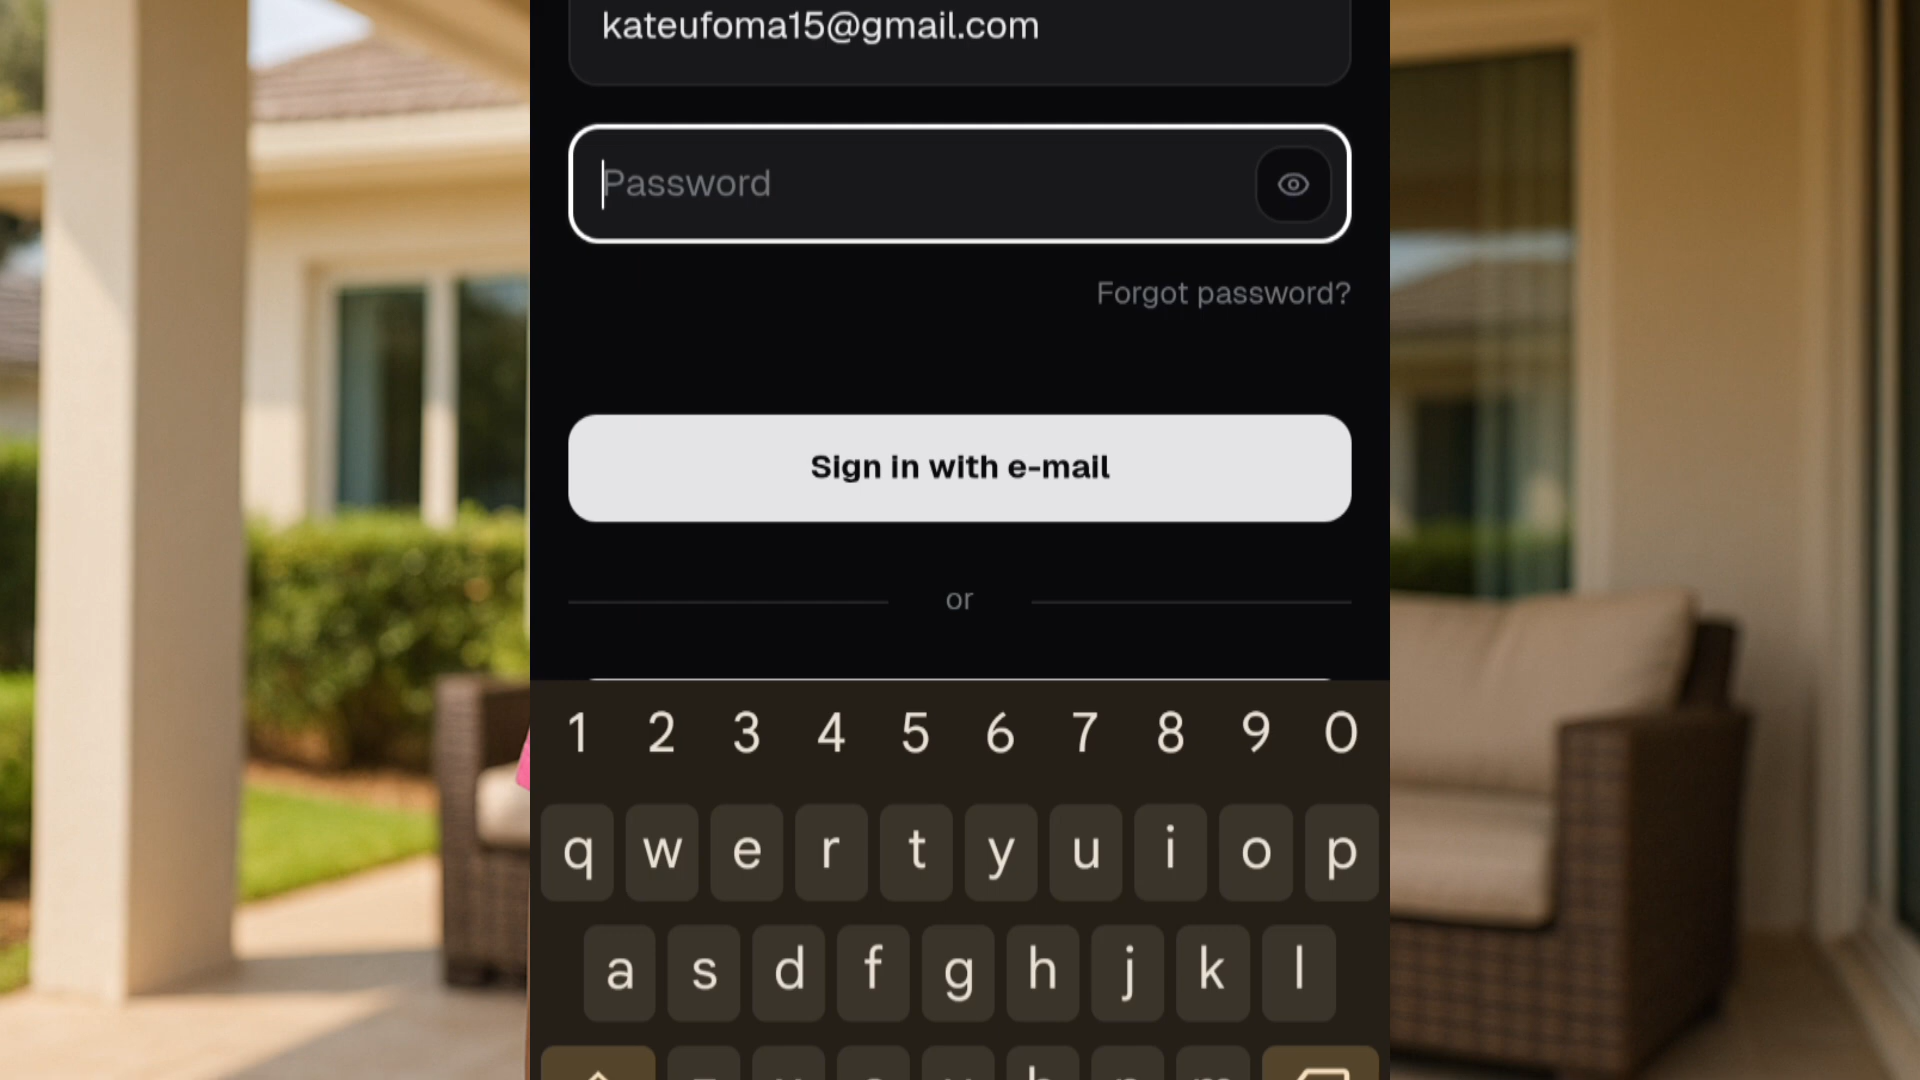 kateufoma15@gmail.com
Password
Forgot password?
Sign in with e-mail
or
1 2 3 4 5 6 7 8 9 0
q w e r t y u i o p
a s d f g h j k l